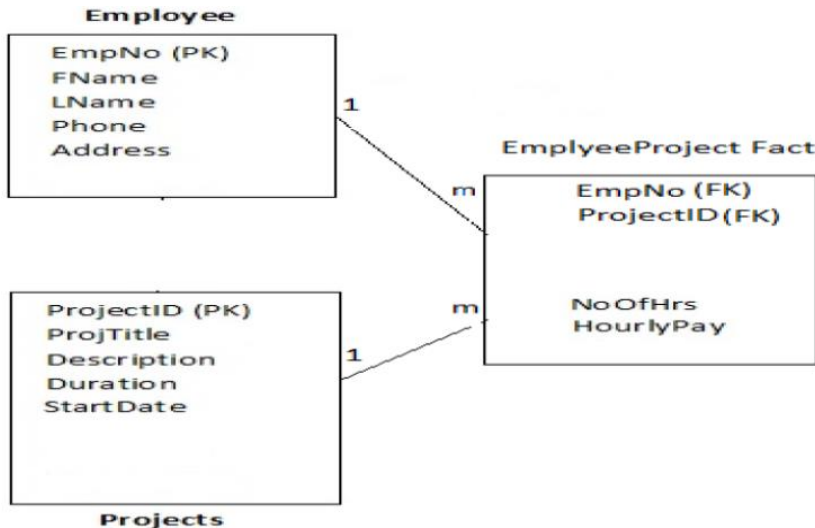 Employee
EmpNo (PK)
FName
LName
Phone
Address
1
m
EmplyeeProject Fact
EmpNo (FK)
ProjectID (FK)
NoOfHrs
HourlyPay
m
1
ProjectID (PK)
ProjTitle
Description
Duration
StartDate
Projects